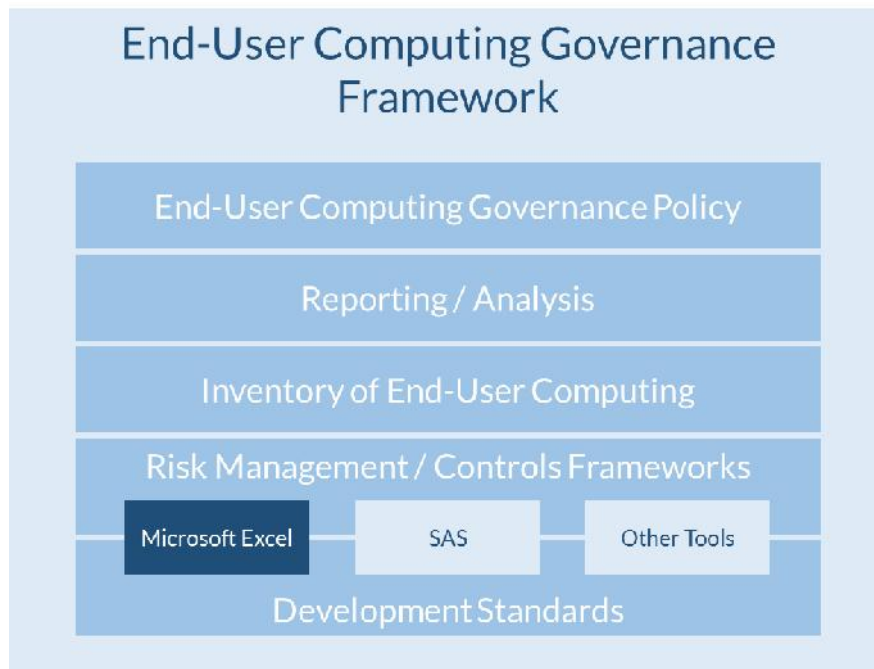 End-User Computing Governance
Framework
End-User Computing Governance Policy
Reporting / Analysis
Inventory of End-User Computing
Risk Management / Controls Frameworks
Microsoft Excel
SAS
Other Tools
Development Standards